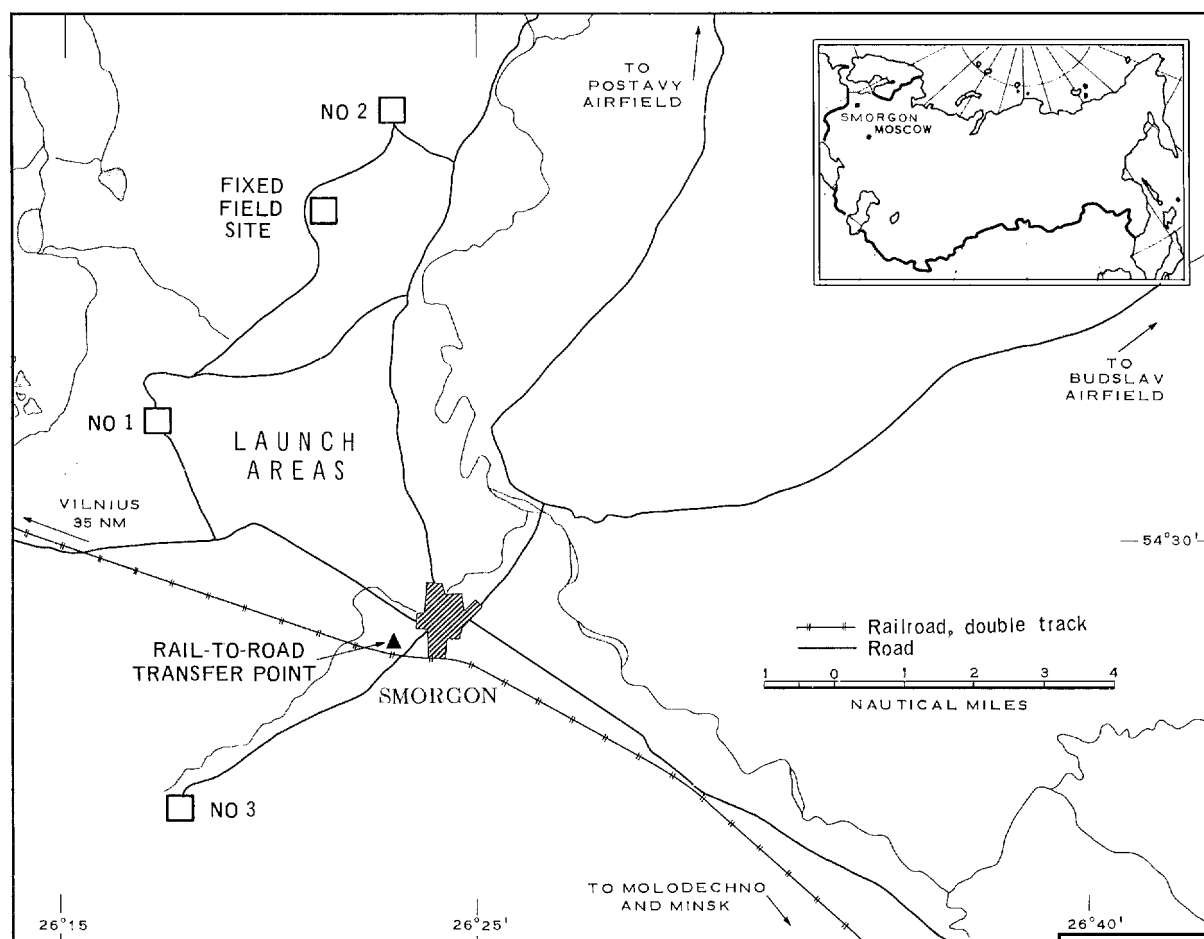 TO
POSTAVY
AIRFIELD
SMORGON
MOSCOW
NO 2
FIXED
FIELD
SITE
TO
BUDSLAV
AIRFIELD
NO 1
LAUNCH
AREAS
VILNIUS
35 NM
54°30'
RAIL-TO-ROAD
TRANSFER POINT
SMORGON
Railroad, double track
Road
1 0 1 2 3 4
NAUTICAL MILES
NO 3
TO MOLODECHNO
AND MINSK
26°15
26°25'
26°40'